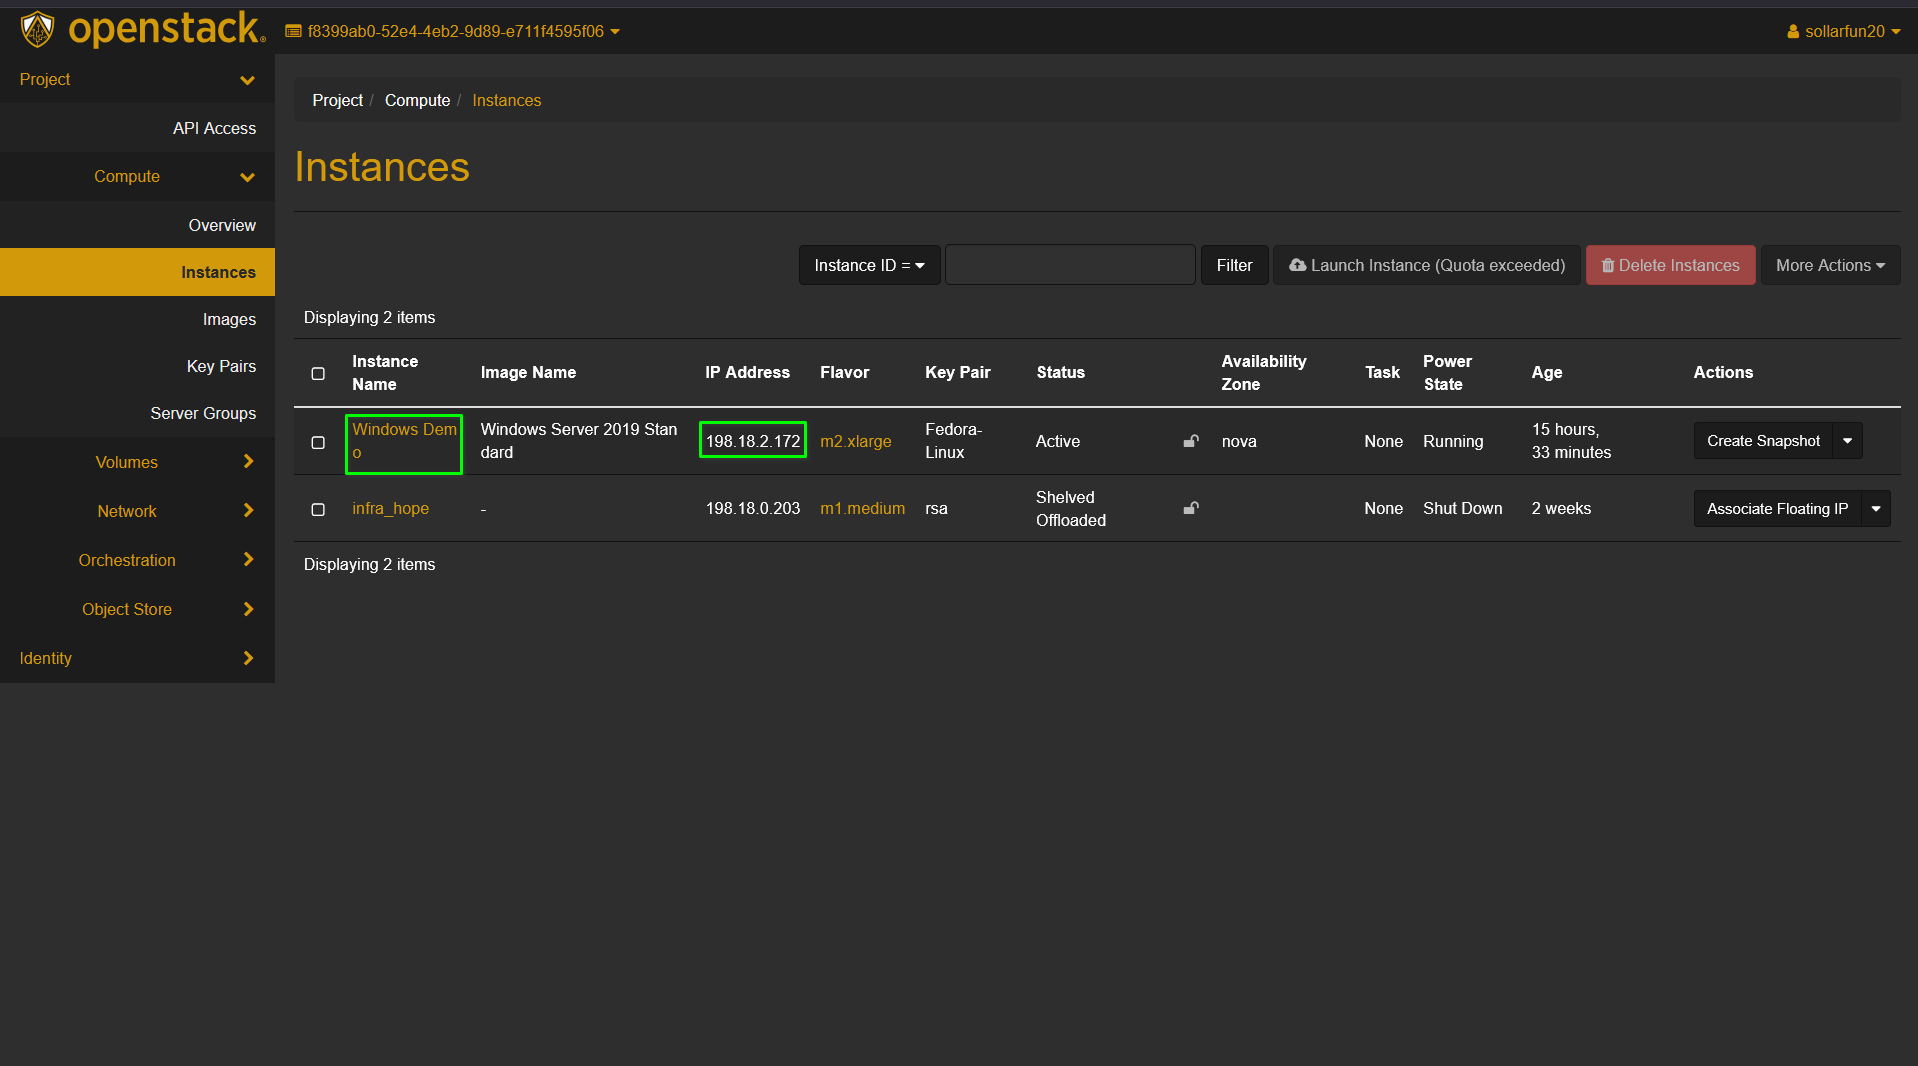 openstack.
f8399ab0-52e4-4eb2-9d89-e711f4595f06
sollarfun20
Project
API Access
Compute
Overview
Instances
Images
Key Pairs
Server Groups
Volumes
Network
Orchestration
Object Store
Identity
Project / Compute / Instances
Instances
Instance ID =
Filter
Launch Instance (Quota exceeded)
Delete Instances
More Actions
Displaying 2 items
Instance Name
Image Name
IP Address
Flavor
Key Pair
Status
Availability Zone
Task
Power State
Age
Actions
Windows Dem
o
Windows Server 2019 Stan
dard
198.18.2.172
m2.xlarge
Fedora-
Linux
Active
nova
None
Running
15 hours,
33 minutes
Create Snapshot
infra_hope
-
198.18.0.203
m1.medium
rsa
Shelved
Offloaded
None
Shut Down
2 weeks
Associate Floating IP
Displaying 2 items